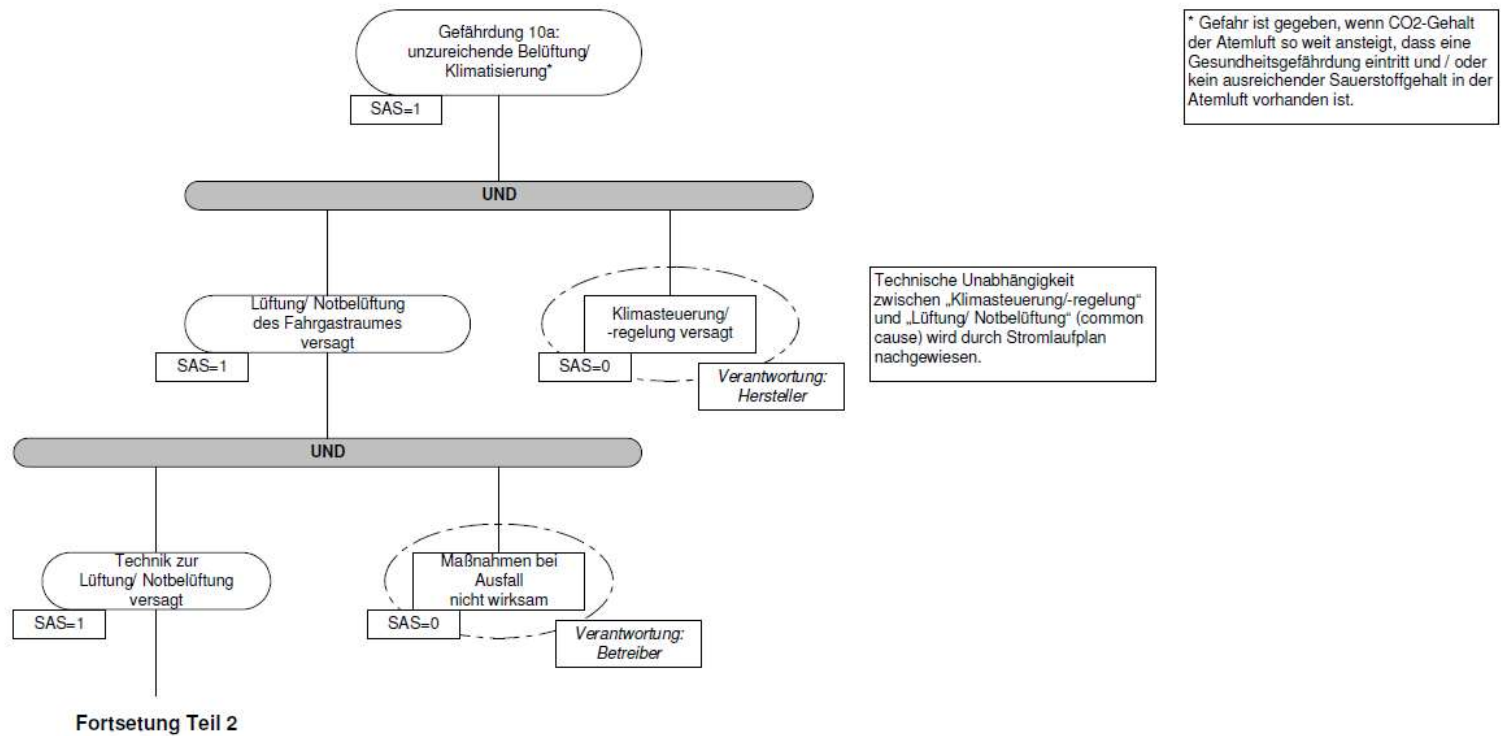 Gefährdung 10a:
unzureichende Belüftung/
Klimatisierung*
SAS=1
* Gefahr ist gegeben, wenn CO2-Gehalt
der Atemluft so weit ansteigt, dass eine
Gesundheitsgefährdung eintritt und / oder
kein ausreichender Sauerstoffgehalt in der
Atemluft vorhanden ist.
UND
Lüftung/ Notbelüftung
des Fahrgastraumes
versagt
SAS=1
Klimasteuerung/
-regelung versagt
SAS=0
Verantwortung:
Hersteller
Technische Unabhängigkeit
zwischen „Klimasteuerung/-regelung“
und „Lüftung/ Notbelüftung“ (common
cause) wird durch Stromlaufplan
nachgewiesen.
UND
Technik zur
Lüftung/ Notbelüftung
versagt
SAS=1
Maßnahmen bei
Ausfall
nicht wirksam
SAS=0
Verantwortung:
Betreiber
Fortsetung Teil 2